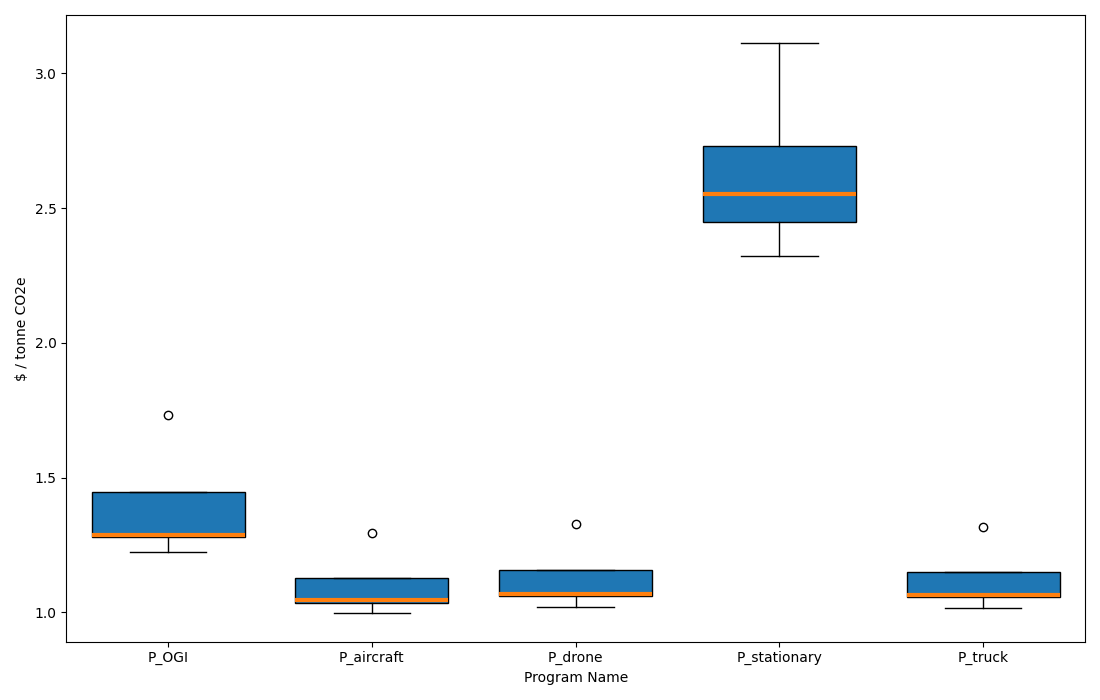 $ / tonne CO2e
3.0
2.5
2.0
1.5
1.0
P_OGI P_aircraft P_drone P_stationary P_truck
Program Name